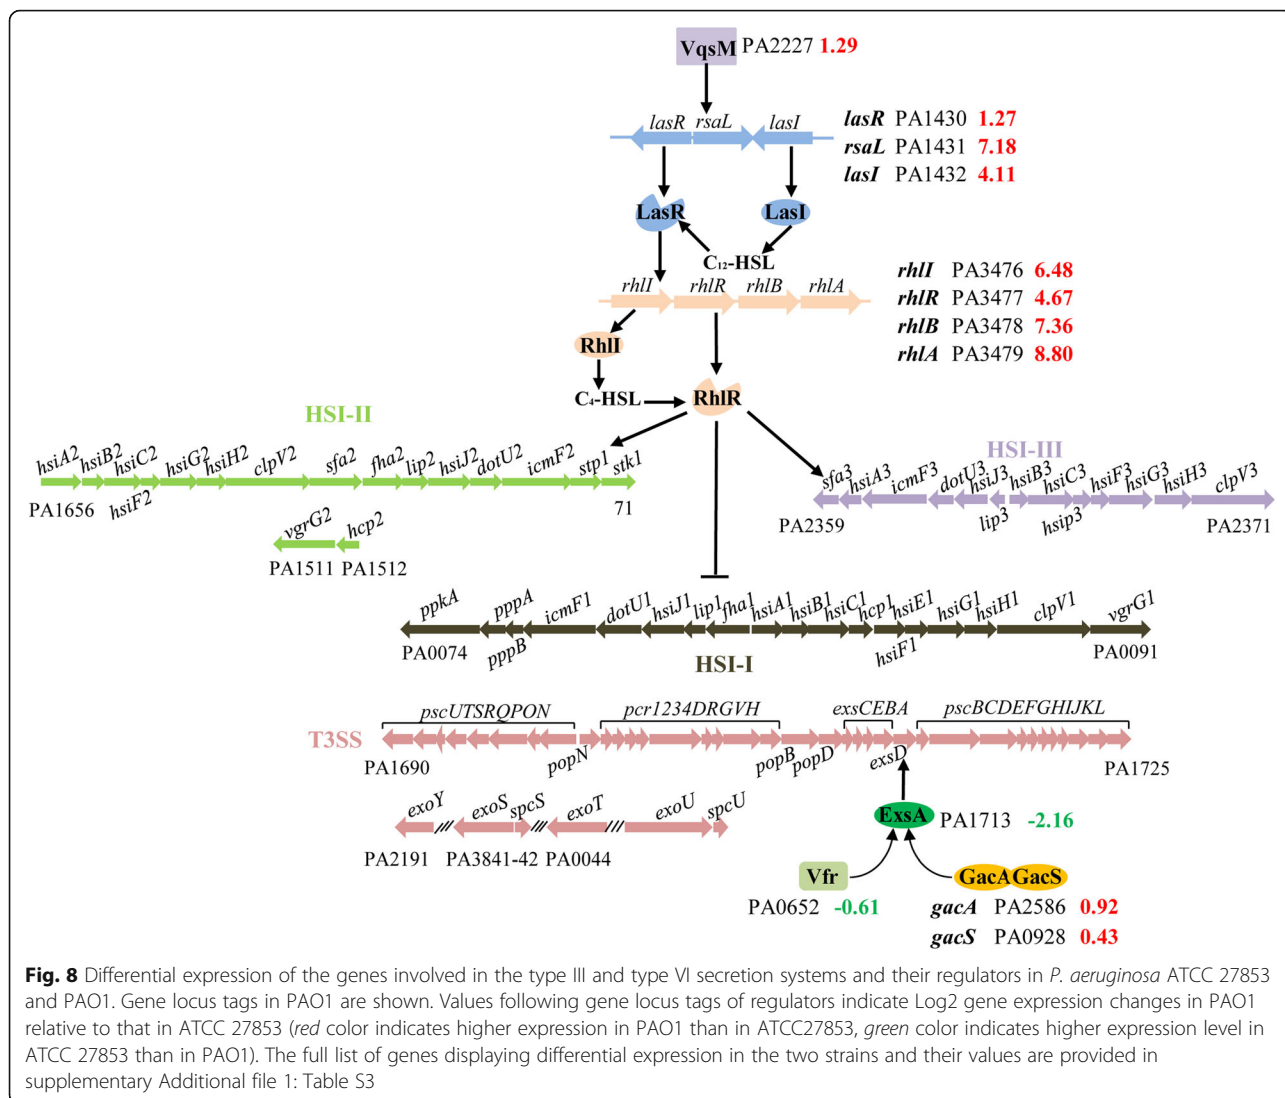 VqsM PA2227 1.29
lasR rsaL lasI
lasR PA1430 1.27
rsaL PA1431 7.18
lasI PA1432 4.11
LasR LasI
C12-HSL
rhlI rhlR rhlB rhlA
rhlI PA3476 6.48
rhlR PA3477 4.67
rhlB PA3478 7.36
rhlA PA3479 8.80
RhlI
C4-HSL RhlR
HSI-II
hsiA2 hsiB2 hsiC2 hsiG2 hsiH2 clpV2 sfa2 fha2 lip2 hsiJ2 dotU2 icmF2 stp1 stk1
PA1656 hsiF2 71
vgrG2 hcp2
PA1511 PA1512
HSI-III
sfa3 hsiA3 icmF3 dotU3 hsiJ3 hsiB3 hsiC3 hsiF3 hsiG3 hsiH3 clpV3
PA2359 lip3 hsip3 PA2371
ppkA pppA icmF1 dotU1 hsiJ1 lip1 fha1 hsiA1 hsiB1 hsiC1 hcp1 hsiE1 hsiG1 hsiH1 clpV1 vgrG1
PA0074 pppB hsiF1 PA0091
HSI-I
pscUTSRQPON pcr1234DRGVH exsCEBA pscBCDEFGHIJKL
T3SS
PA1690 popN popB popD exsD PA1725
exoY exoS spcS exoT exoU spcU
PA2191 PA3841-42 PA0044
ExsA PA1713 -2.16
Vfr GacA GacS
PA0652 -0.61
gacA PA2586 0.92
gacS PA0928 0.43
Fig. 8 Differential expression of the genes involved in the type III and type VI secretion systems and their regulators in P. aeruginosa ATCC 27853
and PAO1. Gene locus tags in PAO1 are shown. Values following gene locus tags of regulators indicate Log2 gene expression changes in PAO1
relative to that in ATCC 27853 (red color indicates higher expression in PAO1 than in ATCC27853, green color indicates higher expression level in
ATCC 27853 than in PAO1). The full list of genes displaying differential expression in the two strains and their values are provided in
supplementary Additional file 1: Table S3